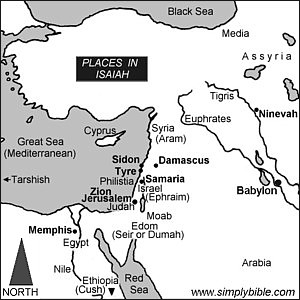 Black Sea
Media
PLACES IN
ISAIAH
Assyria
Tigris
Ninevah
Euphrates
Syria
(Aram)
Cyprus
Great Sea
(Mediterranean)
Sidon
Damascus
Tyre
Philistia
Samaria
Tarshish
Israel
(Ephraim)
Babylon
Zion
Jerusalem
Judah
Moab
Memphis
Edom
(Seir or Dumah)
Egypt
Arabia
Nile
Ethiopia
(Cush)
Red
Sea
NORTH
www.simplybible.com